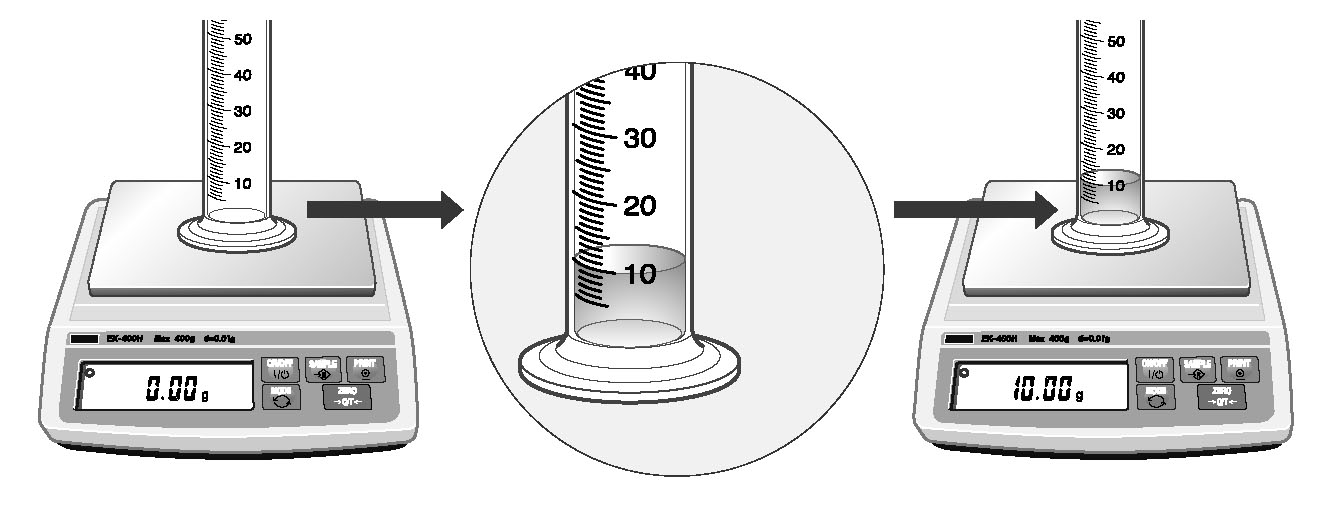 50
40
30
20
10
EK-400H Max 400g d=0.01g
ON/OFF SAMPLE PRINT
I/
MODE ZERO
→0/T←
0.00 g
40
30
20
10
50
40
30
20
10
EK-400H Max 400g d=0.01g
ON/OFF SAMPLE PRINT
I/
MODE ZERO
→0/T←
10.00 g